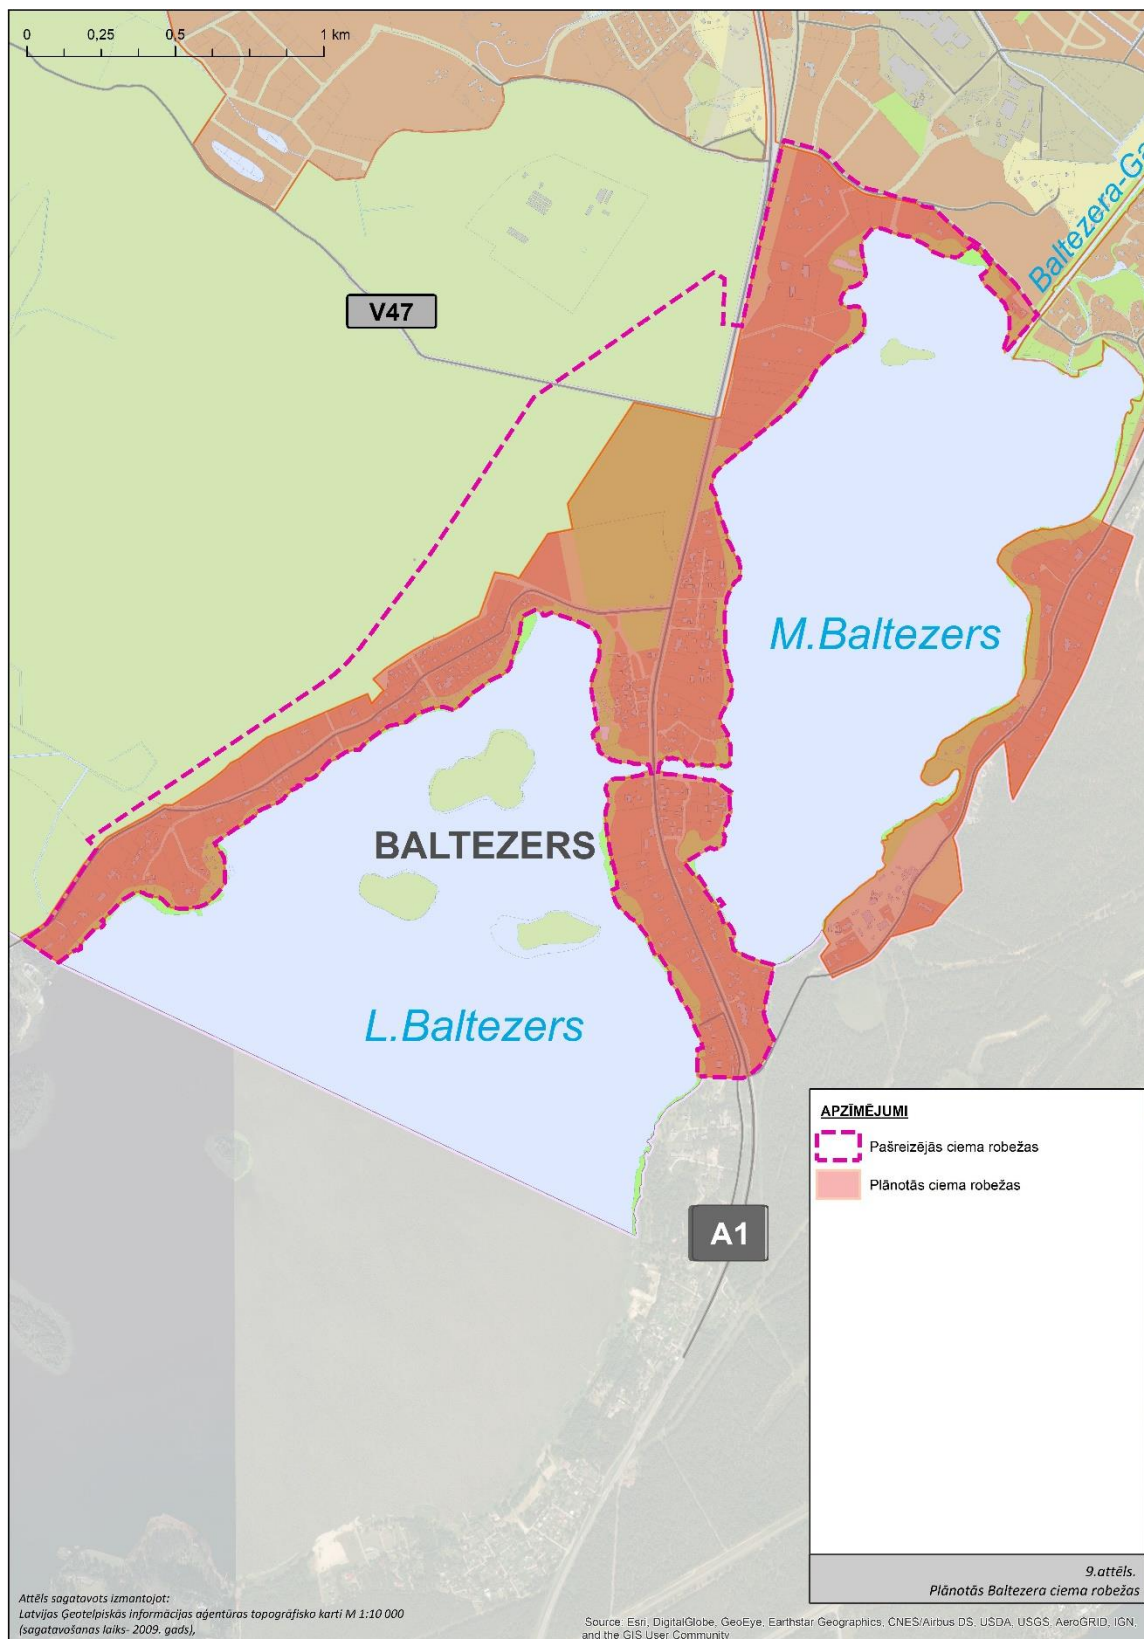 0 0,25 0,5 1 km
Baltezera-Ga
V47
M.Baltezers
BALTEZERS
L.Baltezers
APZĪMĒJUMI
Pašreizējās ciema robežas
Plānotās ciema robežas
A1
9.attēls.
Plānotās Baltezera ciema robežas
Attēls sagatavots izmantojot:
Latvijas Ģeotelpiskās informācijas aģentūras topogrāfisko karti M 1:10 000
(sagatavošanas laiks- 2009. gads),
Source: Esri, DigitalGlobe, GeoEye, Earthstar Geographics, CNES/Airbus DS, USDA, USGS, AeroGRID, IGN,
and the GIS User Community